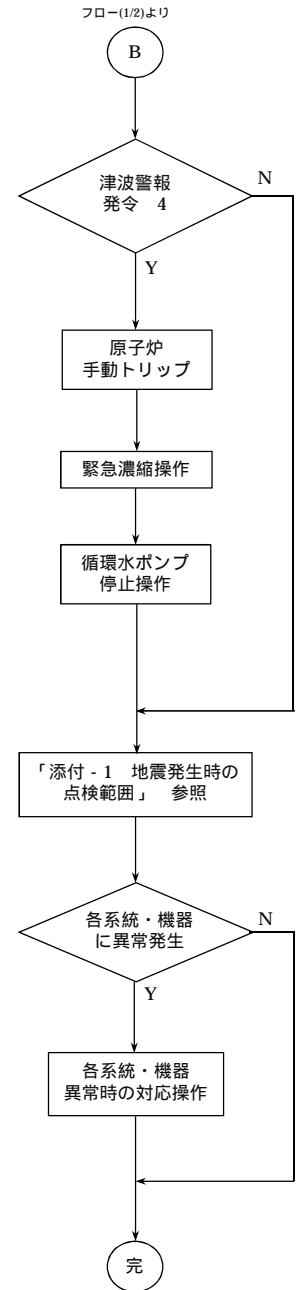 フロー(1/2)より
B
津波警報
発令　4
N
Y
原子炉
手動トリップ
緊急濃縮操作
循環水ポンプ
停止操作
「添付 - 1　地震発生時の
点検範囲」　参照
各系統・機器
に異常発生
N
Y
各系統・機器
異常時の対応操作
完